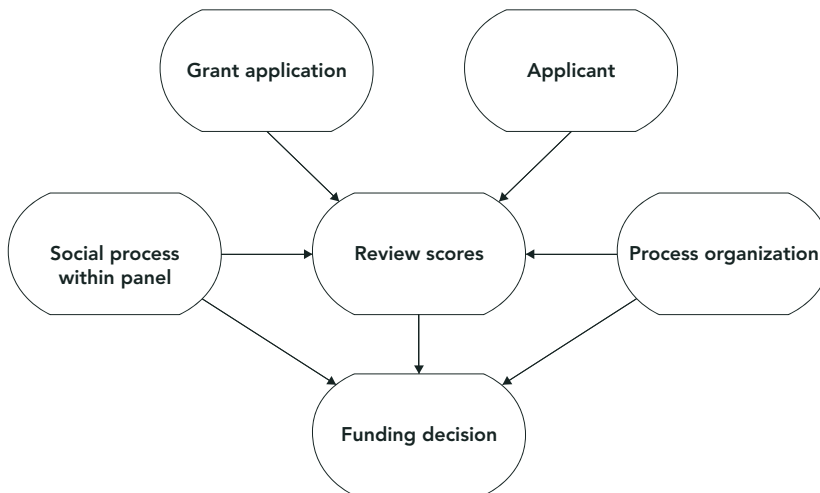 Grant application
Applicant
Social process
within panel
Review scores
Process organization
Funding decision